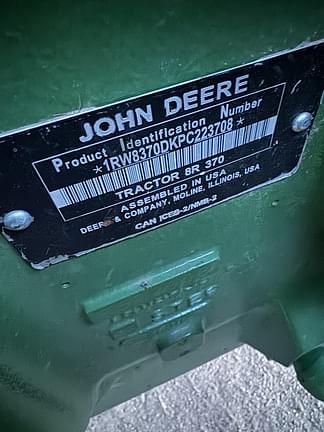 JOHN DEERE
Product Identification Number
*1RW8370DKPC223708*
TRACTOR 8R 370
ASSEMBLED IN USA
DEERE & COMPANY, MOLINE, ILLINOIS, USA
CAN ICES-2/NMB-2